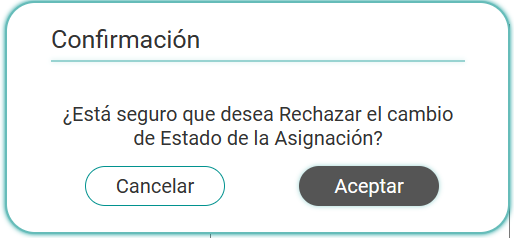 Confirmación
¿Está seguro que desea Rechazar el cambio
de Estado de la Asignación?
Cancelar
Aceptar